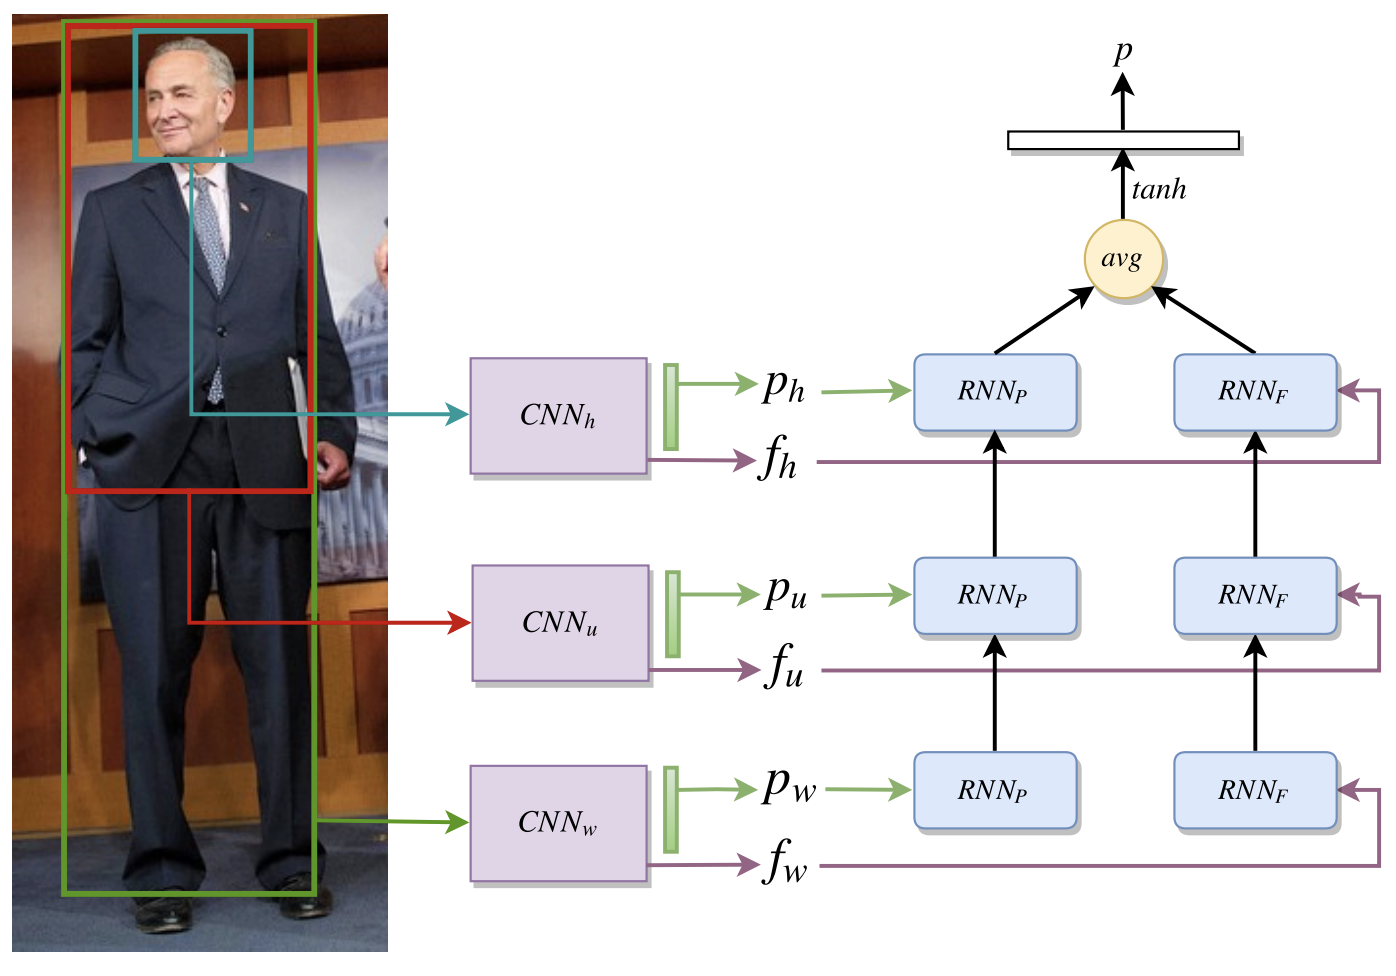 p
tanh
avg
CNN_h p_h RNN_P RNN_F
f_h
CNN_u p_u RNN_P RNN_F
f_u
CNN_w p_w RNN_P RNN_F
f_w